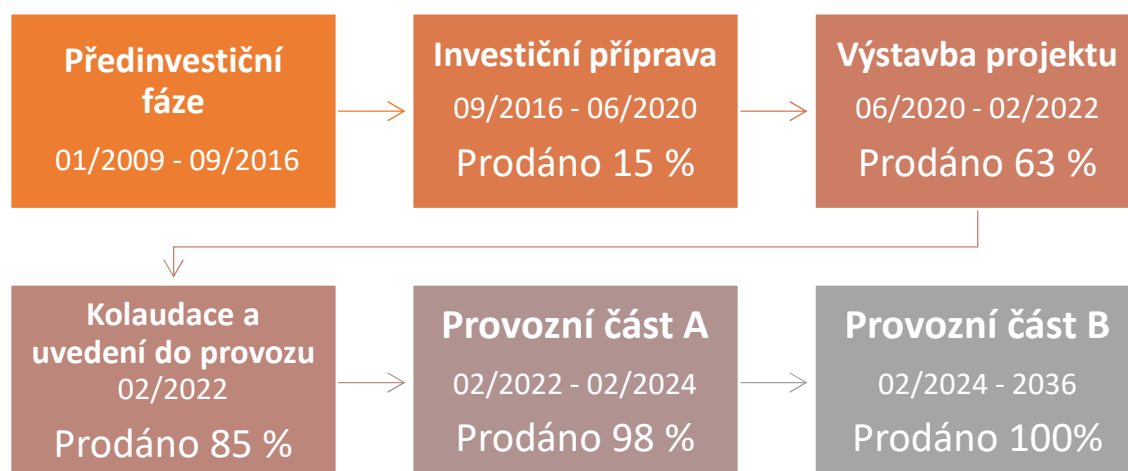 Předinvestiční
fáze
01/2009 - 09/2016
Investiční příprava
09/2016 - 06/2020
Prodáno 15 %
Výstavba projektu
06/2020 - 02/2022
Prodáno 63 %
Kolaudace a
uvedení do provozu
02/2022
Prodáno 85 %
Provozní část A
02/2022 - 02/2024
Prodáno 98 %
Provozní část B
02/2024 - 2036
Prodáno 100%